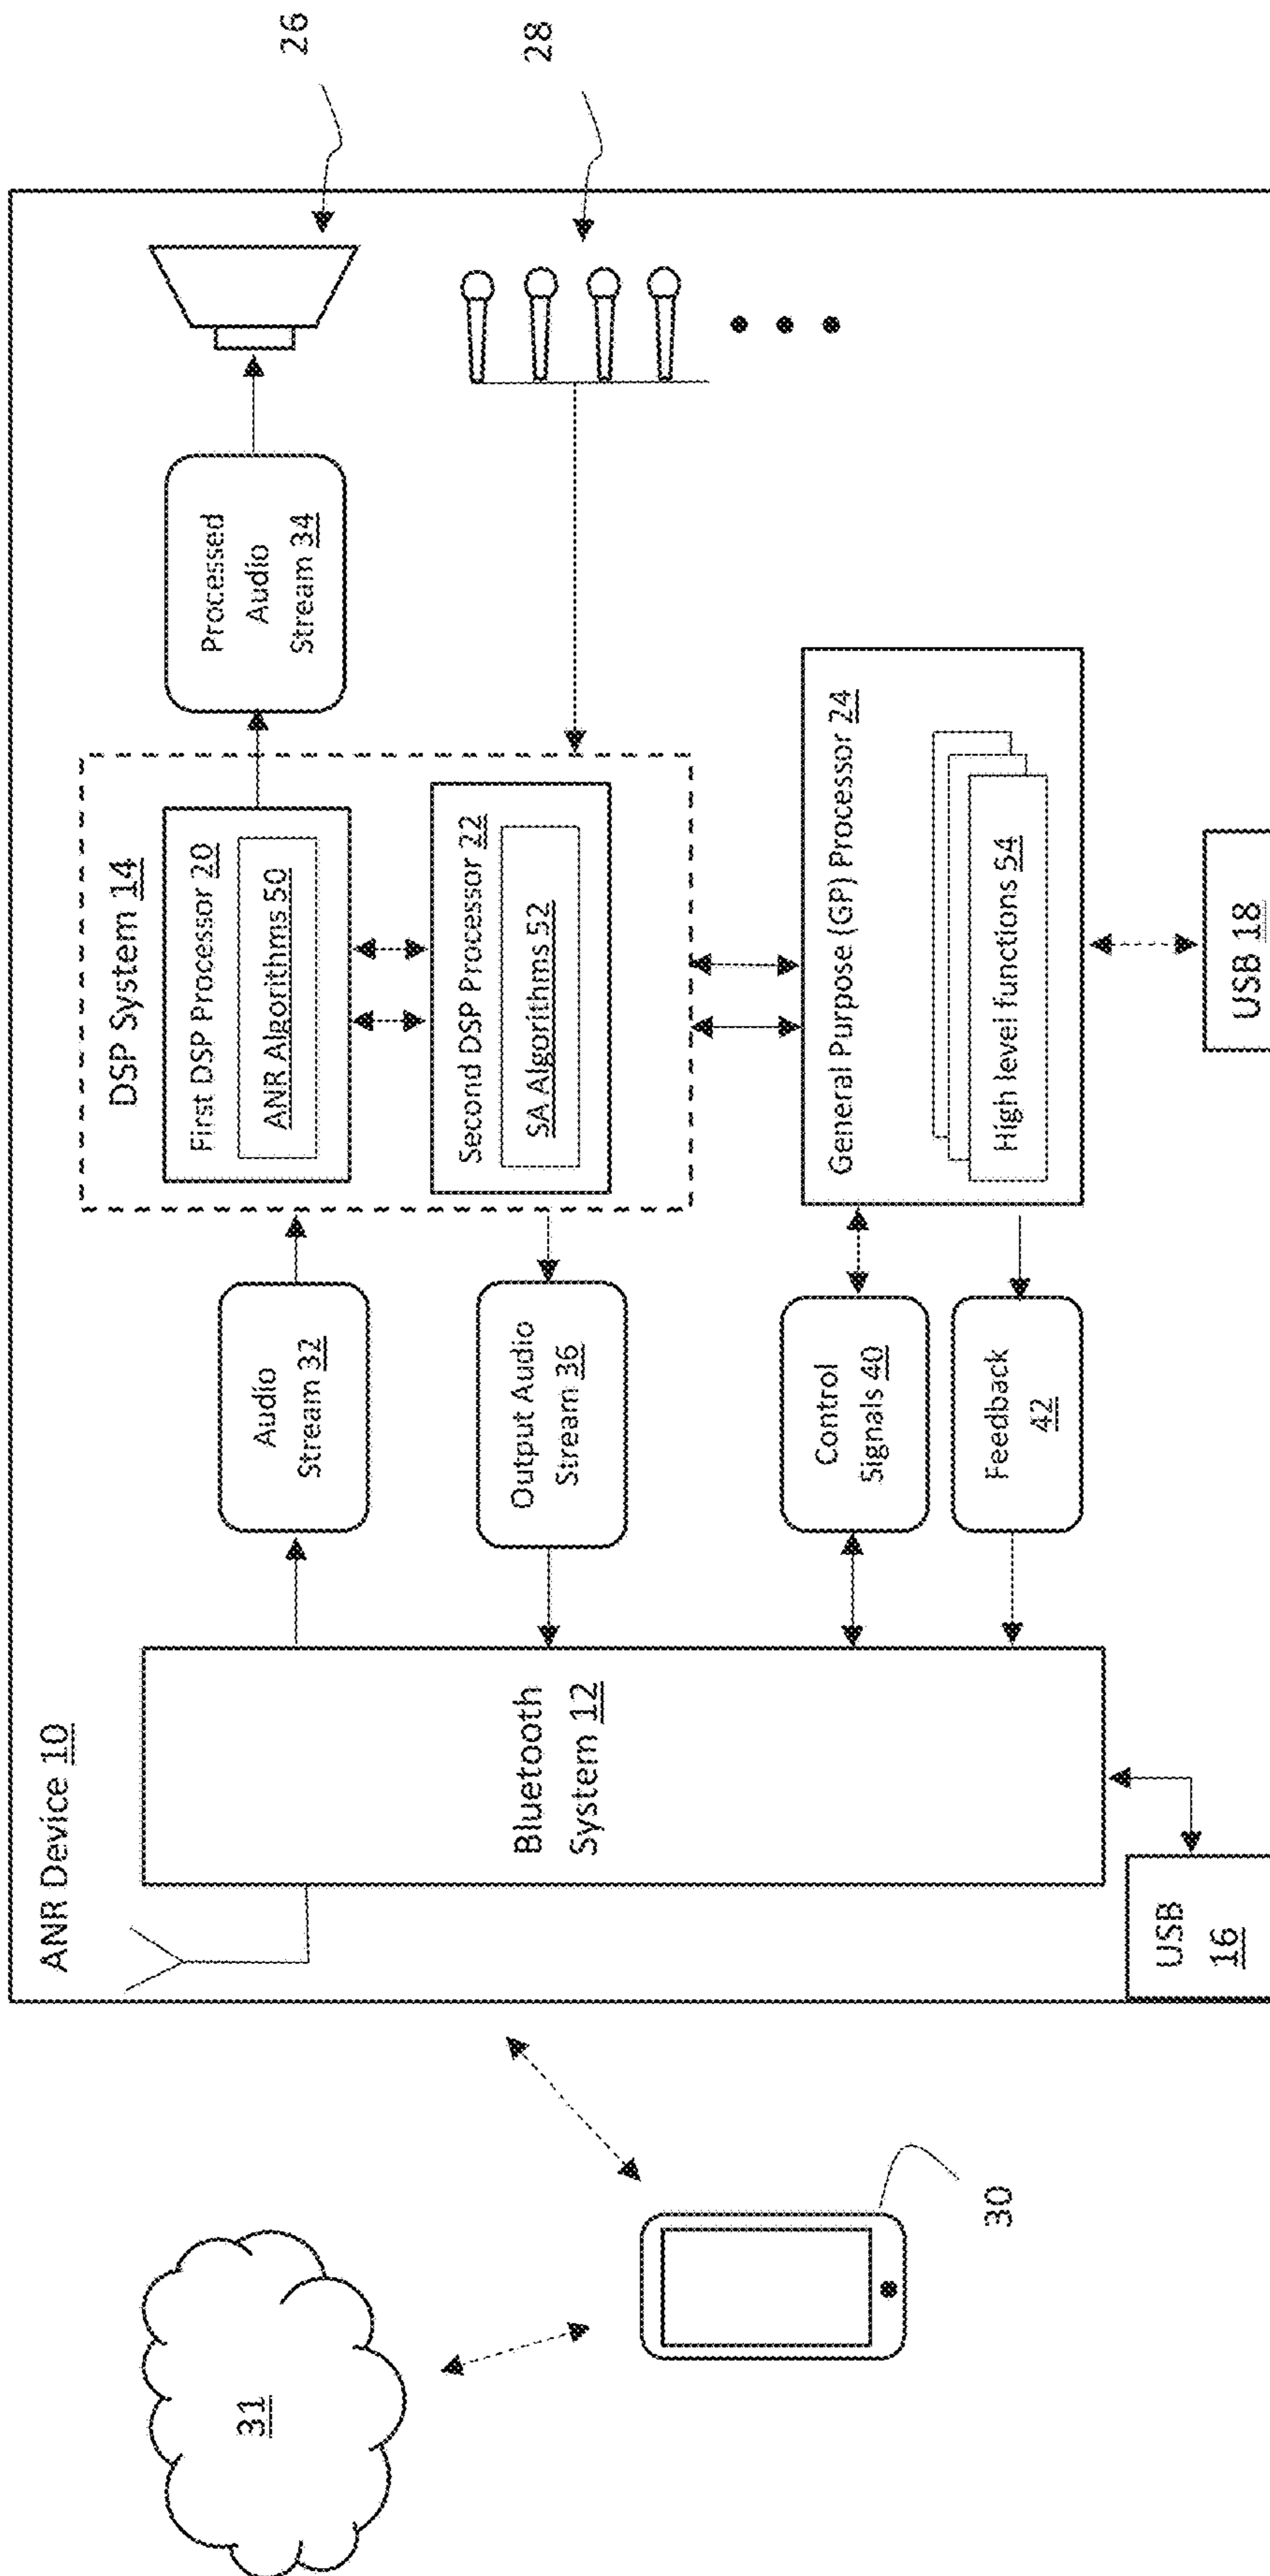 ANR Device 10
26
28
DSP System 14
First DSP Processor 20
ANR Algorithms 50
Second DSP Processor 22
SA Algorithms 52
Processed
Audio
Stream 34
Audio
Stream 32
Output Audio
Stream 36
Bluetooth
System 12
General Purpose (GP) Processor 24
High level functions 54
Control
Signals 40
Feedback
42
USB
16
USB 18
31
30